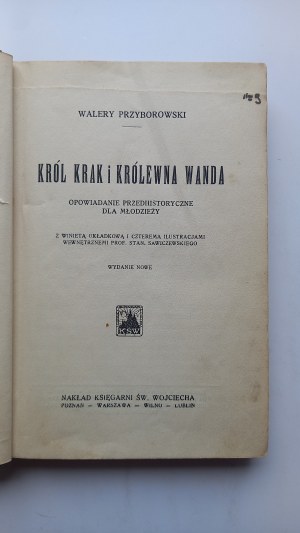 WALERY PRZYBOROWSKI
KRÓL KRAK i KRÓLEWNA WANDA
OPOWIADANIE PRZEDHISTORYCZNE
DLA MŁODZIEŻY
Z WINIETĄ OKŁADKOWĄ I CZTEREMA ILUSTRACJAMI
WEWNĘTRZNEMI PROF. STAN. SAWICZEWSKIEGO
WYDANIE NOWE
KSW
NAKŁAD KSIĘGARNI ŚW. WOJCIECHA
POZNAŃ — WARSZAWA — WILNO — LUBLIN